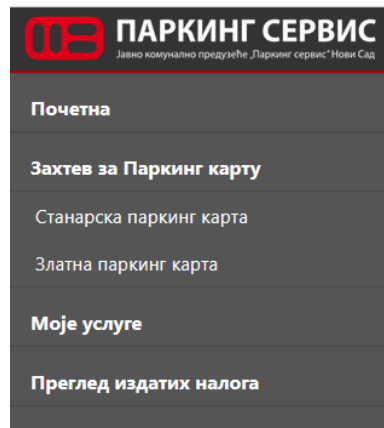 ПАРКИНГ СЕРВИС
Јавно комунално предузеће „Паркинг сервис" Нови Сад
Почетна
Захтев за Паркинг карту
Станарска паркинг карта
Златна паркинг карта
Моје услуге
Преглед издатих налога